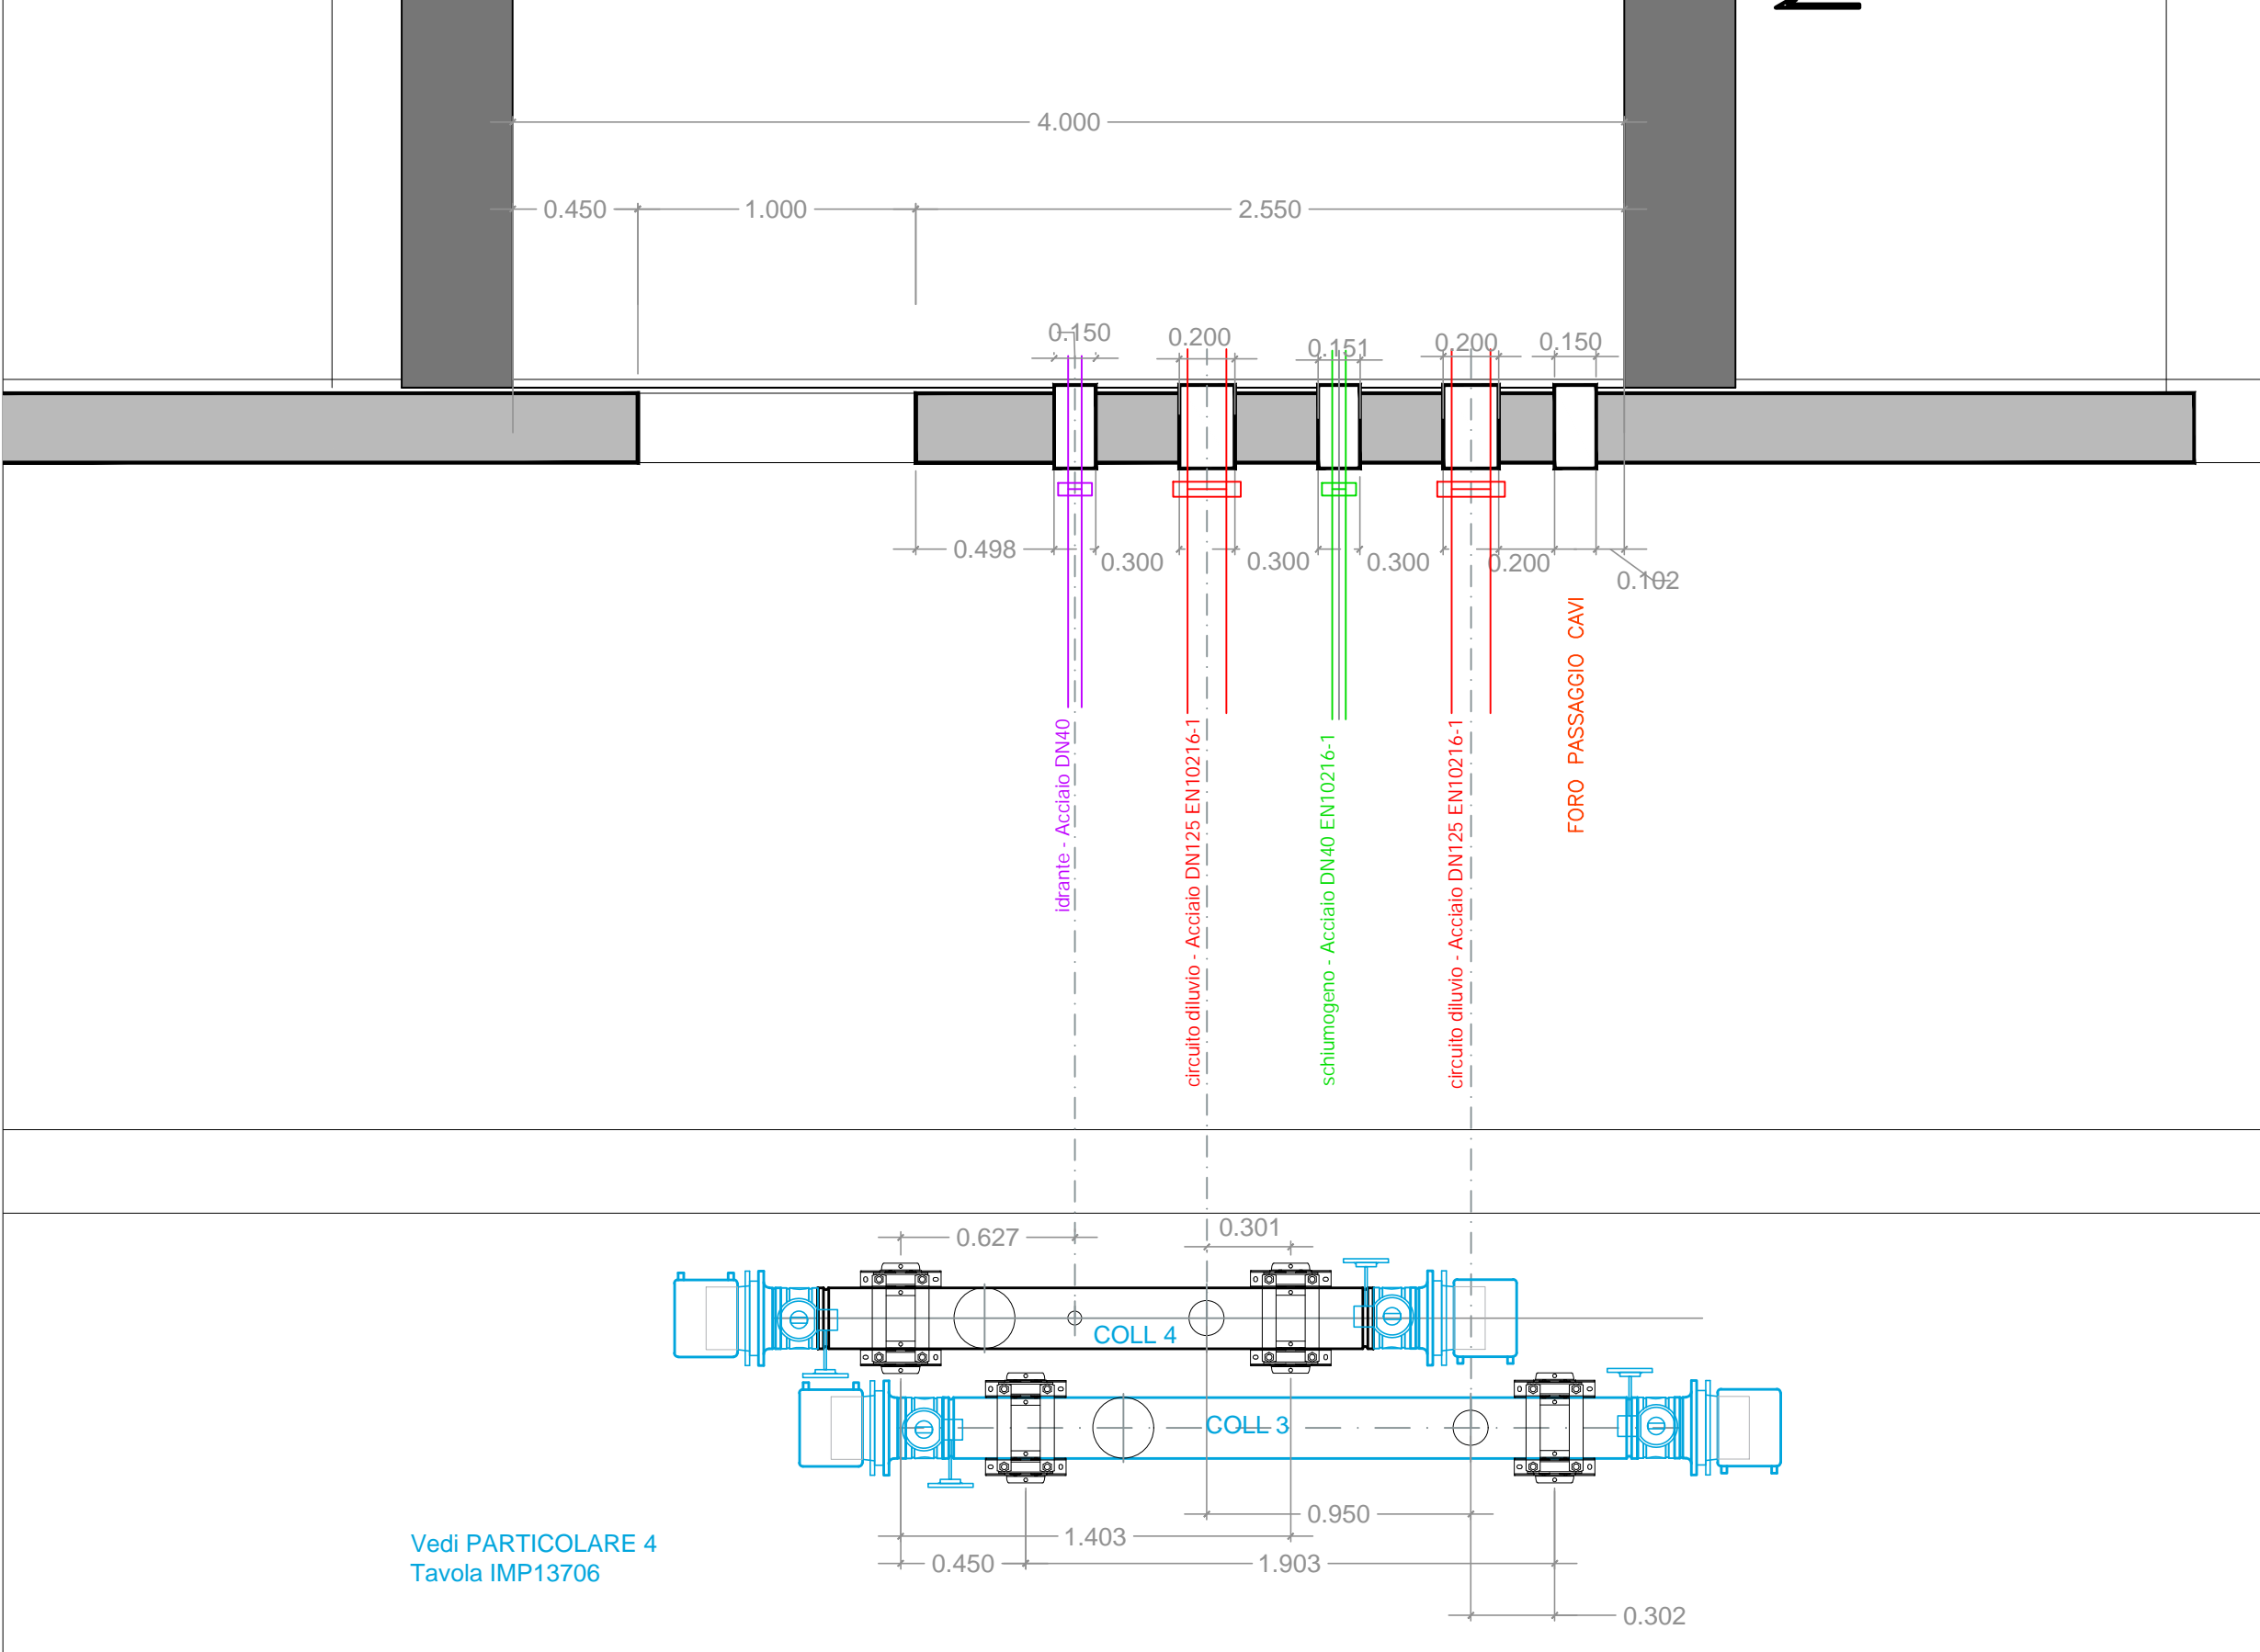 4.000
0.450
1.000
2.550
0.150
0.200
0.151
0.200
0.150
0.498
0.300
0.300
0.300
0.200
0.102
idrante - Acciaio DN40
circuito diluvio - Acciaio DN125 EN10216-1
schiumogeno - Acciaio DN40 EN10216-1
circuito diluvio - Acciaio DN125 EN10216-1
FORO PASSAGGIO CAVI
0.627
0.301
COLL 4
COLL 3
0.950
1.403
0.450
1.903
0.302
Vedi PARTICOLARE 4
Tavola IMP13706